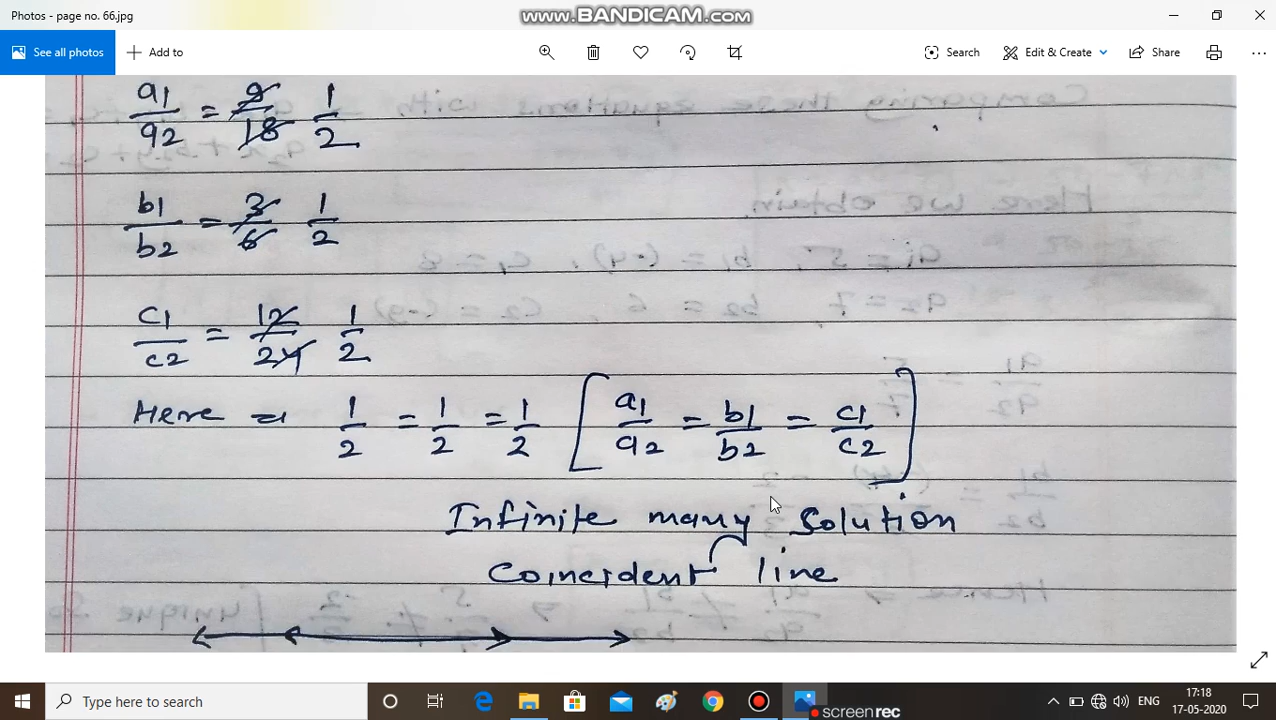 Photos - page no. 66.jpg
www.BANDICAM.com
See all photos
Add to
Search
Edit & Create
Share
a1/a2 = 9/18 1/2
b1/b2 = 3/6 1/2
c1/c2 = 12/24 1/2
Here ⇒ 1/2 = 1/2 = 1/2 [a1/a2 = b1/b2 = c1/c2]
Infinite many solution
Coincident line
Type here to search
ENG
17:18
17-05-2020
screen rec